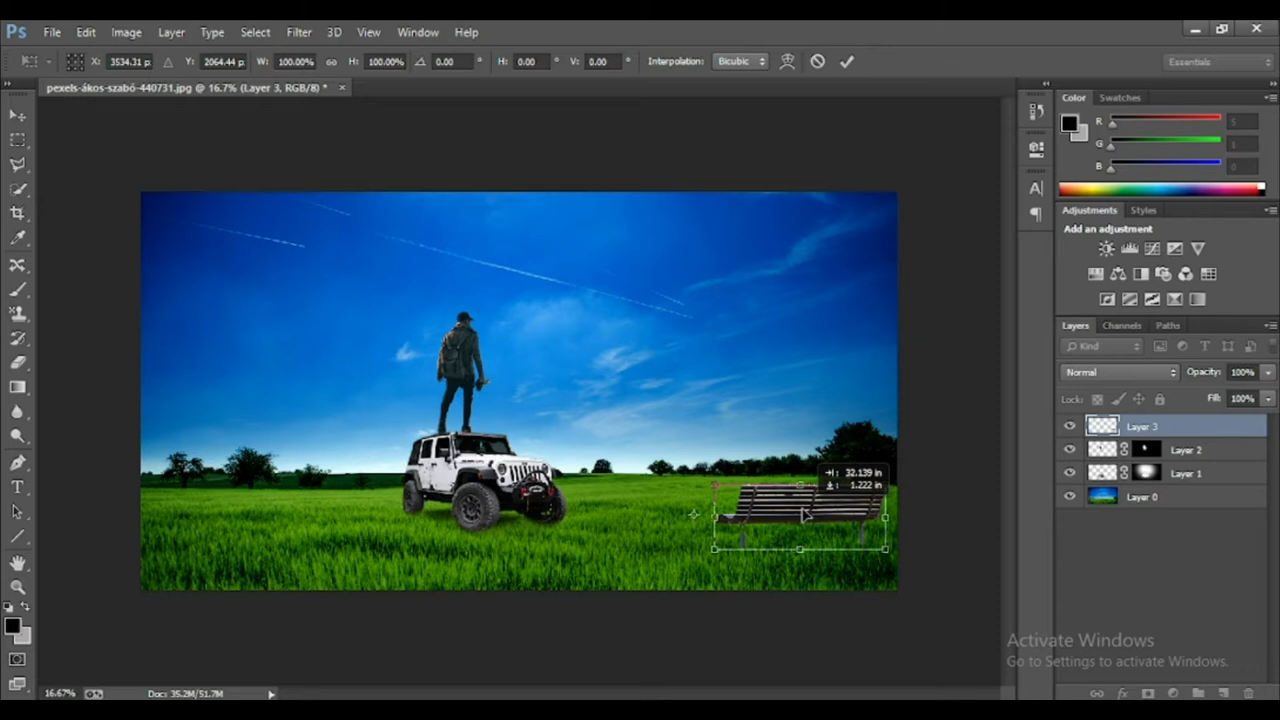 Ps File Edit Image Layer Type Select Filter 3D View Window Help
X: 3534.31 p: Y: 2064.44 p: W: 100.00% H: 100.00% 0.00 ° H: 0.00 ° V: 0.00 ° Interpolation: Bicubic Essentials
pexels-ákos-szabó-440731.jpg @ 16.7% (Layer 3, RGB/8) *
Color Swatches
R 5
G 1
B 0
Adjustments Styles
Add an adjustment
Layers Channels Paths
Kind
Normal Opacity: 100%
Lock: Fill: 100%
Layer 3
Layer 2
Layer 1
Layer 0
32.139 in
1.222 in
Activate Windows
Go to Settings to activate Windows.
16.67% Doc: 35.2M/51.7M